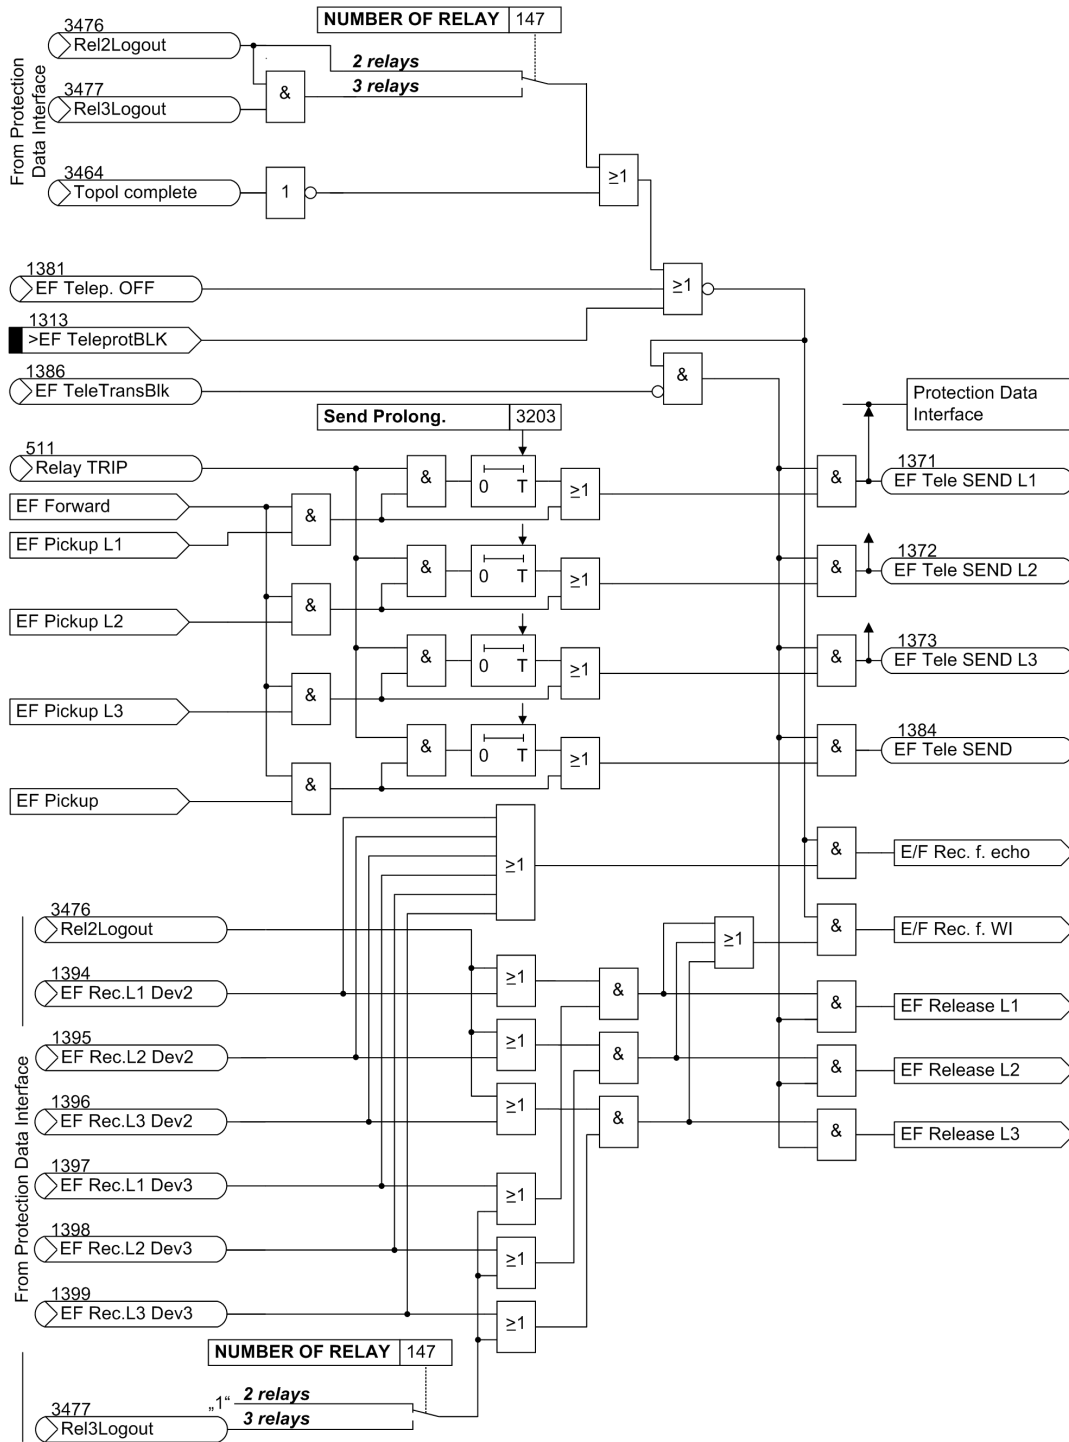 NUMBER OF RELAY 147
3476
Rel2Logout
2 relays
3 relays
&
3477
Rel3Logout
From Protection
Data Interface
3464
Topol complete
1
≥1
1381
EF Telep. OFF
≥1
1313
>EF TeleprotBLK
1386
EF TeleTransBlk
&
Protection Data
Interface
Send Prolong. 3203
511
Relay TRIP
& 0 T ≥1 &
1371
EF Tele SEND L1
EF Forward
&
EF Pickup L1
& 0 T ≥1 &
1372
EF Tele SEND L2
&
EF Pickup L2
& 0 T ≥1 &
1373
EF Tele SEND L3
&
EF Pickup L3
& 0 T ≥1 &
1384
EF Tele SEND
&
EF Pickup
≥1 &
E/F Rec. f. echo
3476
Rel2Logout
≥1 &
E/F Rec. f. WI
1394
EF Rec.L1 Dev2
≥1 & &
EF Release L1
1395
EF Rec.L2 Dev2
≥1 & &
EF Release L2
1396
EF Rec.L3 Dev2
≥1 & &
EF Release L3
From Protection Data Interface
1397
EF Rec.L1 Dev3
≥1
1398
EF Rec.L2 Dev3
≥1
1399
EF Rec.L3 Dev3
≥1
NUMBER OF RELAY 147
„1“ 2 relays
3 relays
3477
Rel3Logout